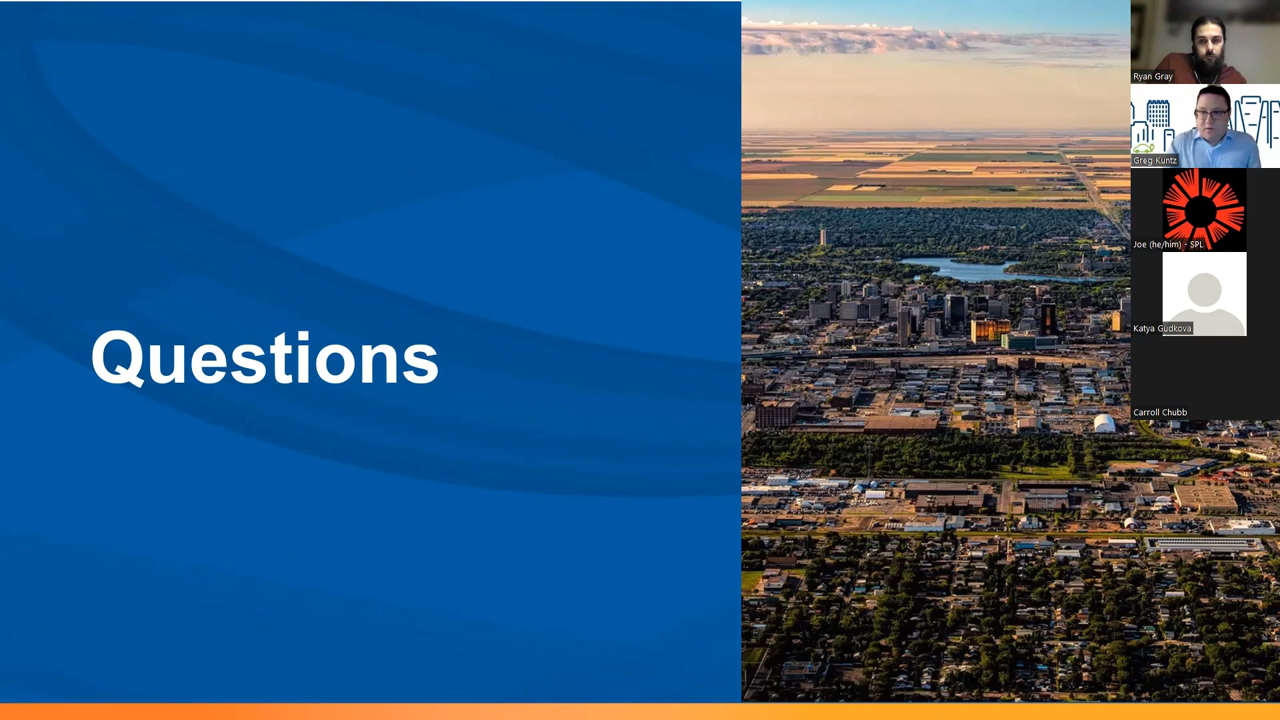 Questions
Ryan Gray
Greg Kuntz
Joe (he/him) - SPL
Katya Gudkova
Carroll Chubb